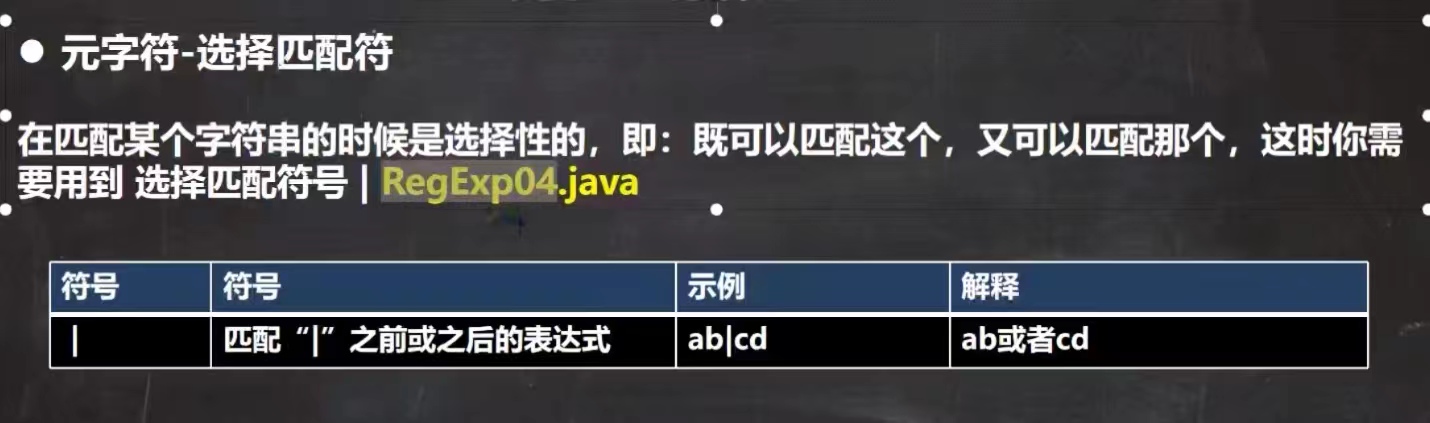 ● 元字符-选择匹配符
在匹配某个字符串的时候是选择性的，即：既可以匹配这个，又可以匹配那个，这时你需
要用到 选择匹配符号 | RegExp04.java
符号 符号 示例 解释
| 匹配“|”之前或之后的表达式 ab|cd ab或者cd